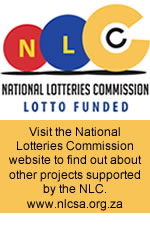 NLC
NATIONAL LOTTERIES COMMISSION
LOTTO FUNDED
Visit the National
Lotteries Commission
website to find out about
other projects supported
by the NLC.
www.nlcsa.org.za